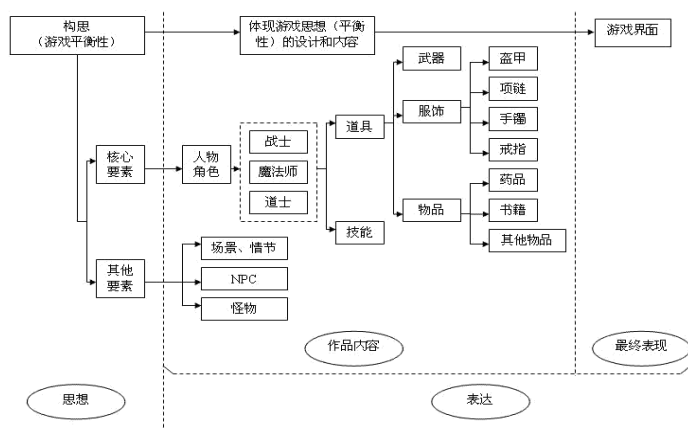 构思
（游戏平衡性）
体现游戏思想（平衡
性）的设计和内容
游戏界面
武器
盔甲
项链
道具
服饰
手镯
战士
核心
要素
人物
角色
魔法师
戒指
道士
药品
物品
书籍
技能
其他物品
场景、情节
其他
要素
NPC
怪物
作品内容
最终表现
思想
表达